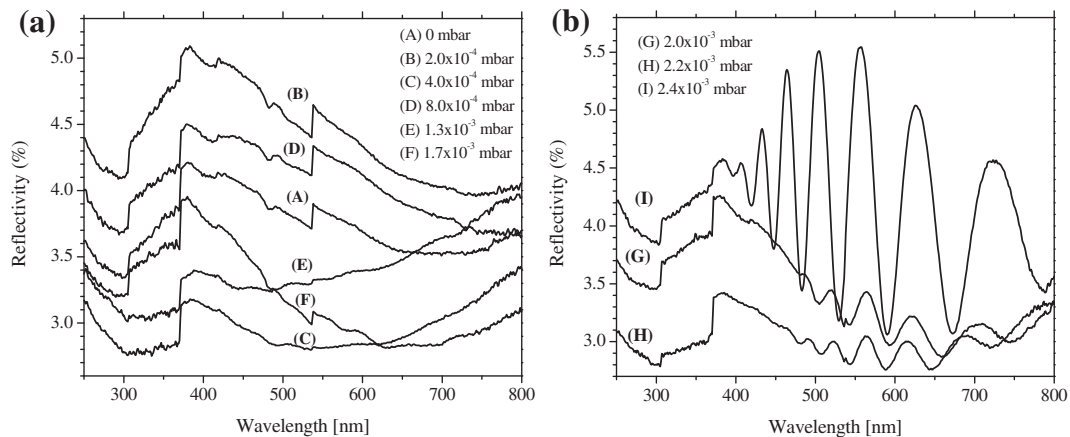 (a)
(A) 0 mbar
(B) 2.0x10⁻⁴ mbar
(C) 4.0x10⁻⁴ mbar
(D) 8.0x10⁻⁴ mbar
(E) 1.3x10⁻³ mbar
(F) 1.7x10⁻³ mbar
(B)
(D)
(A)
(E)
(F)
(C)
5.0
4.5
4.0
3.5
3.0
Reflectivity (%)
300 400 500 600 700 800
Wavelength [nm]
(b)
(G) 2.0x10⁻³ mbar
(H) 2.2x10⁻³ mbar
(I) 2.4x10⁻³ mbar
(I)
(G)
(H)
5.5
5.0
4.5
4.0
3.5
3.0
Reflectivity (%)
300 400 500 600 700 800
Wavelength [nm]